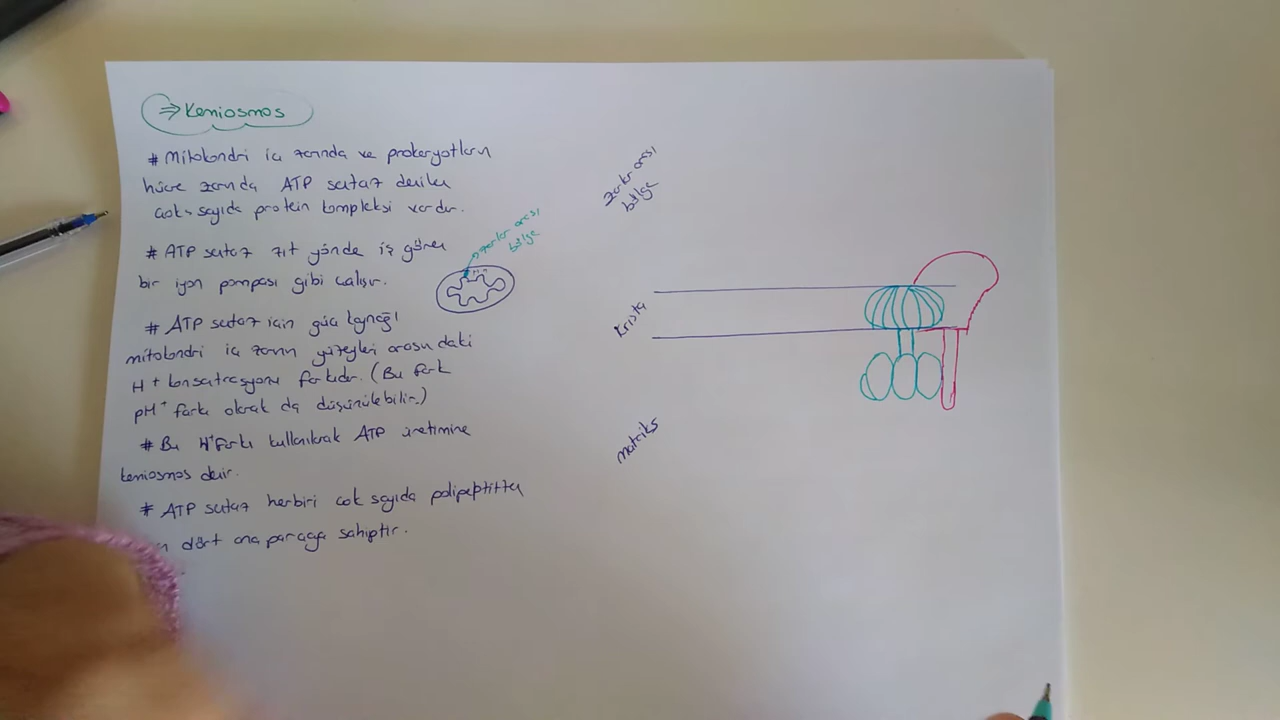 ⇒ Kemiosmos
# Mitokondri iç zarında ve prokaryotların
hücre zarında ATP sentaz denilen
çok sayıda protein kompleksi vardır.
# ATP sentaz zıt yönde iş gören
bir iyon pompası gibi çalışır.
# ATP sentaz için güç kaynağı
mitokondri iç zarın yüzeyleri arasındaki
H+ konsantrasyonu farkıdır. (Bu fark
pH+ farkı olarak da düşünülebilir.)
# Bu H+ farkı kullanılarak ATP üretimine
kemiosmos denir.
# ATP sentaz herbiri çok sayıda polipeptitten
dört ana parçaya sahiptir.
zarlar arası
bölge
H+ H+
zarlar arası
bölge
Krista
matriks